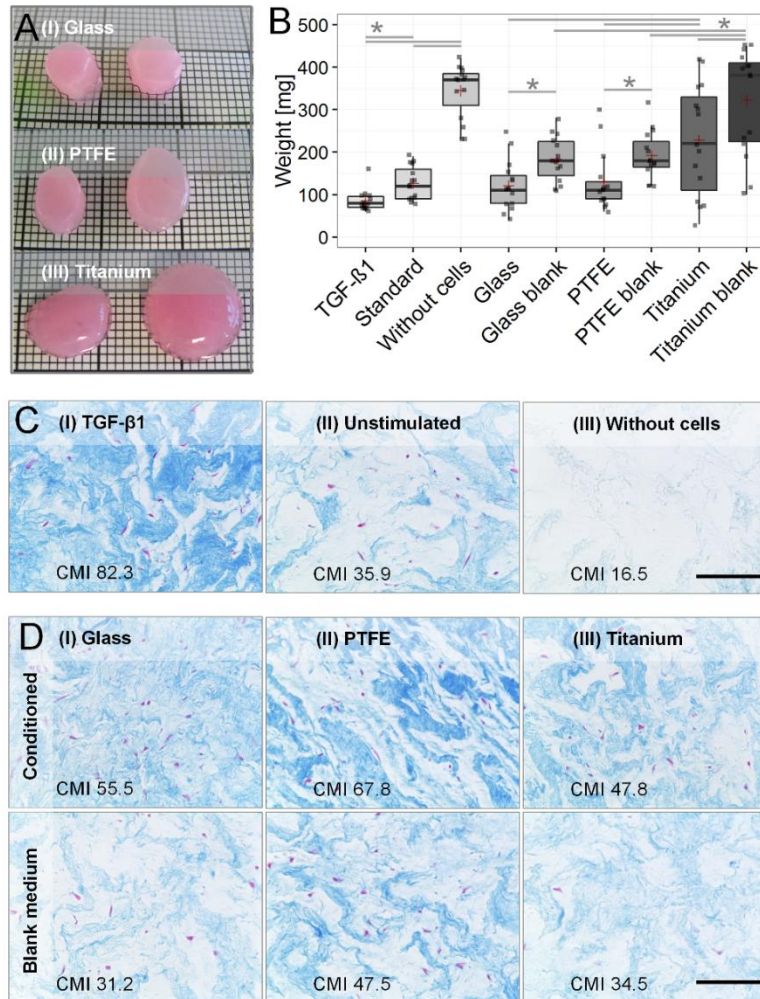 A
(I) Glass
(II) PTFE
(III) Titanium
B
Weight [mg]
500
400
300
200
100
0
*
*
*
*
TGF-ß1
Standard
Without cells
Glass
Glass blank
PTFE
PTFE blank
Titanium
Titanium blank
C
(I) TGF-β1
(II) Unstimulated
(III) Without cells
CMI 82.3
CMI 35.9
CMI 16.5
D
(I) Glass
(II) PTFE
(III) Titanium
Conditioned
CMI 55.5
CMI 67.8
CMI 47.8
Blank medium
CMI 31.2
CMI 47.5
CMI 34.5